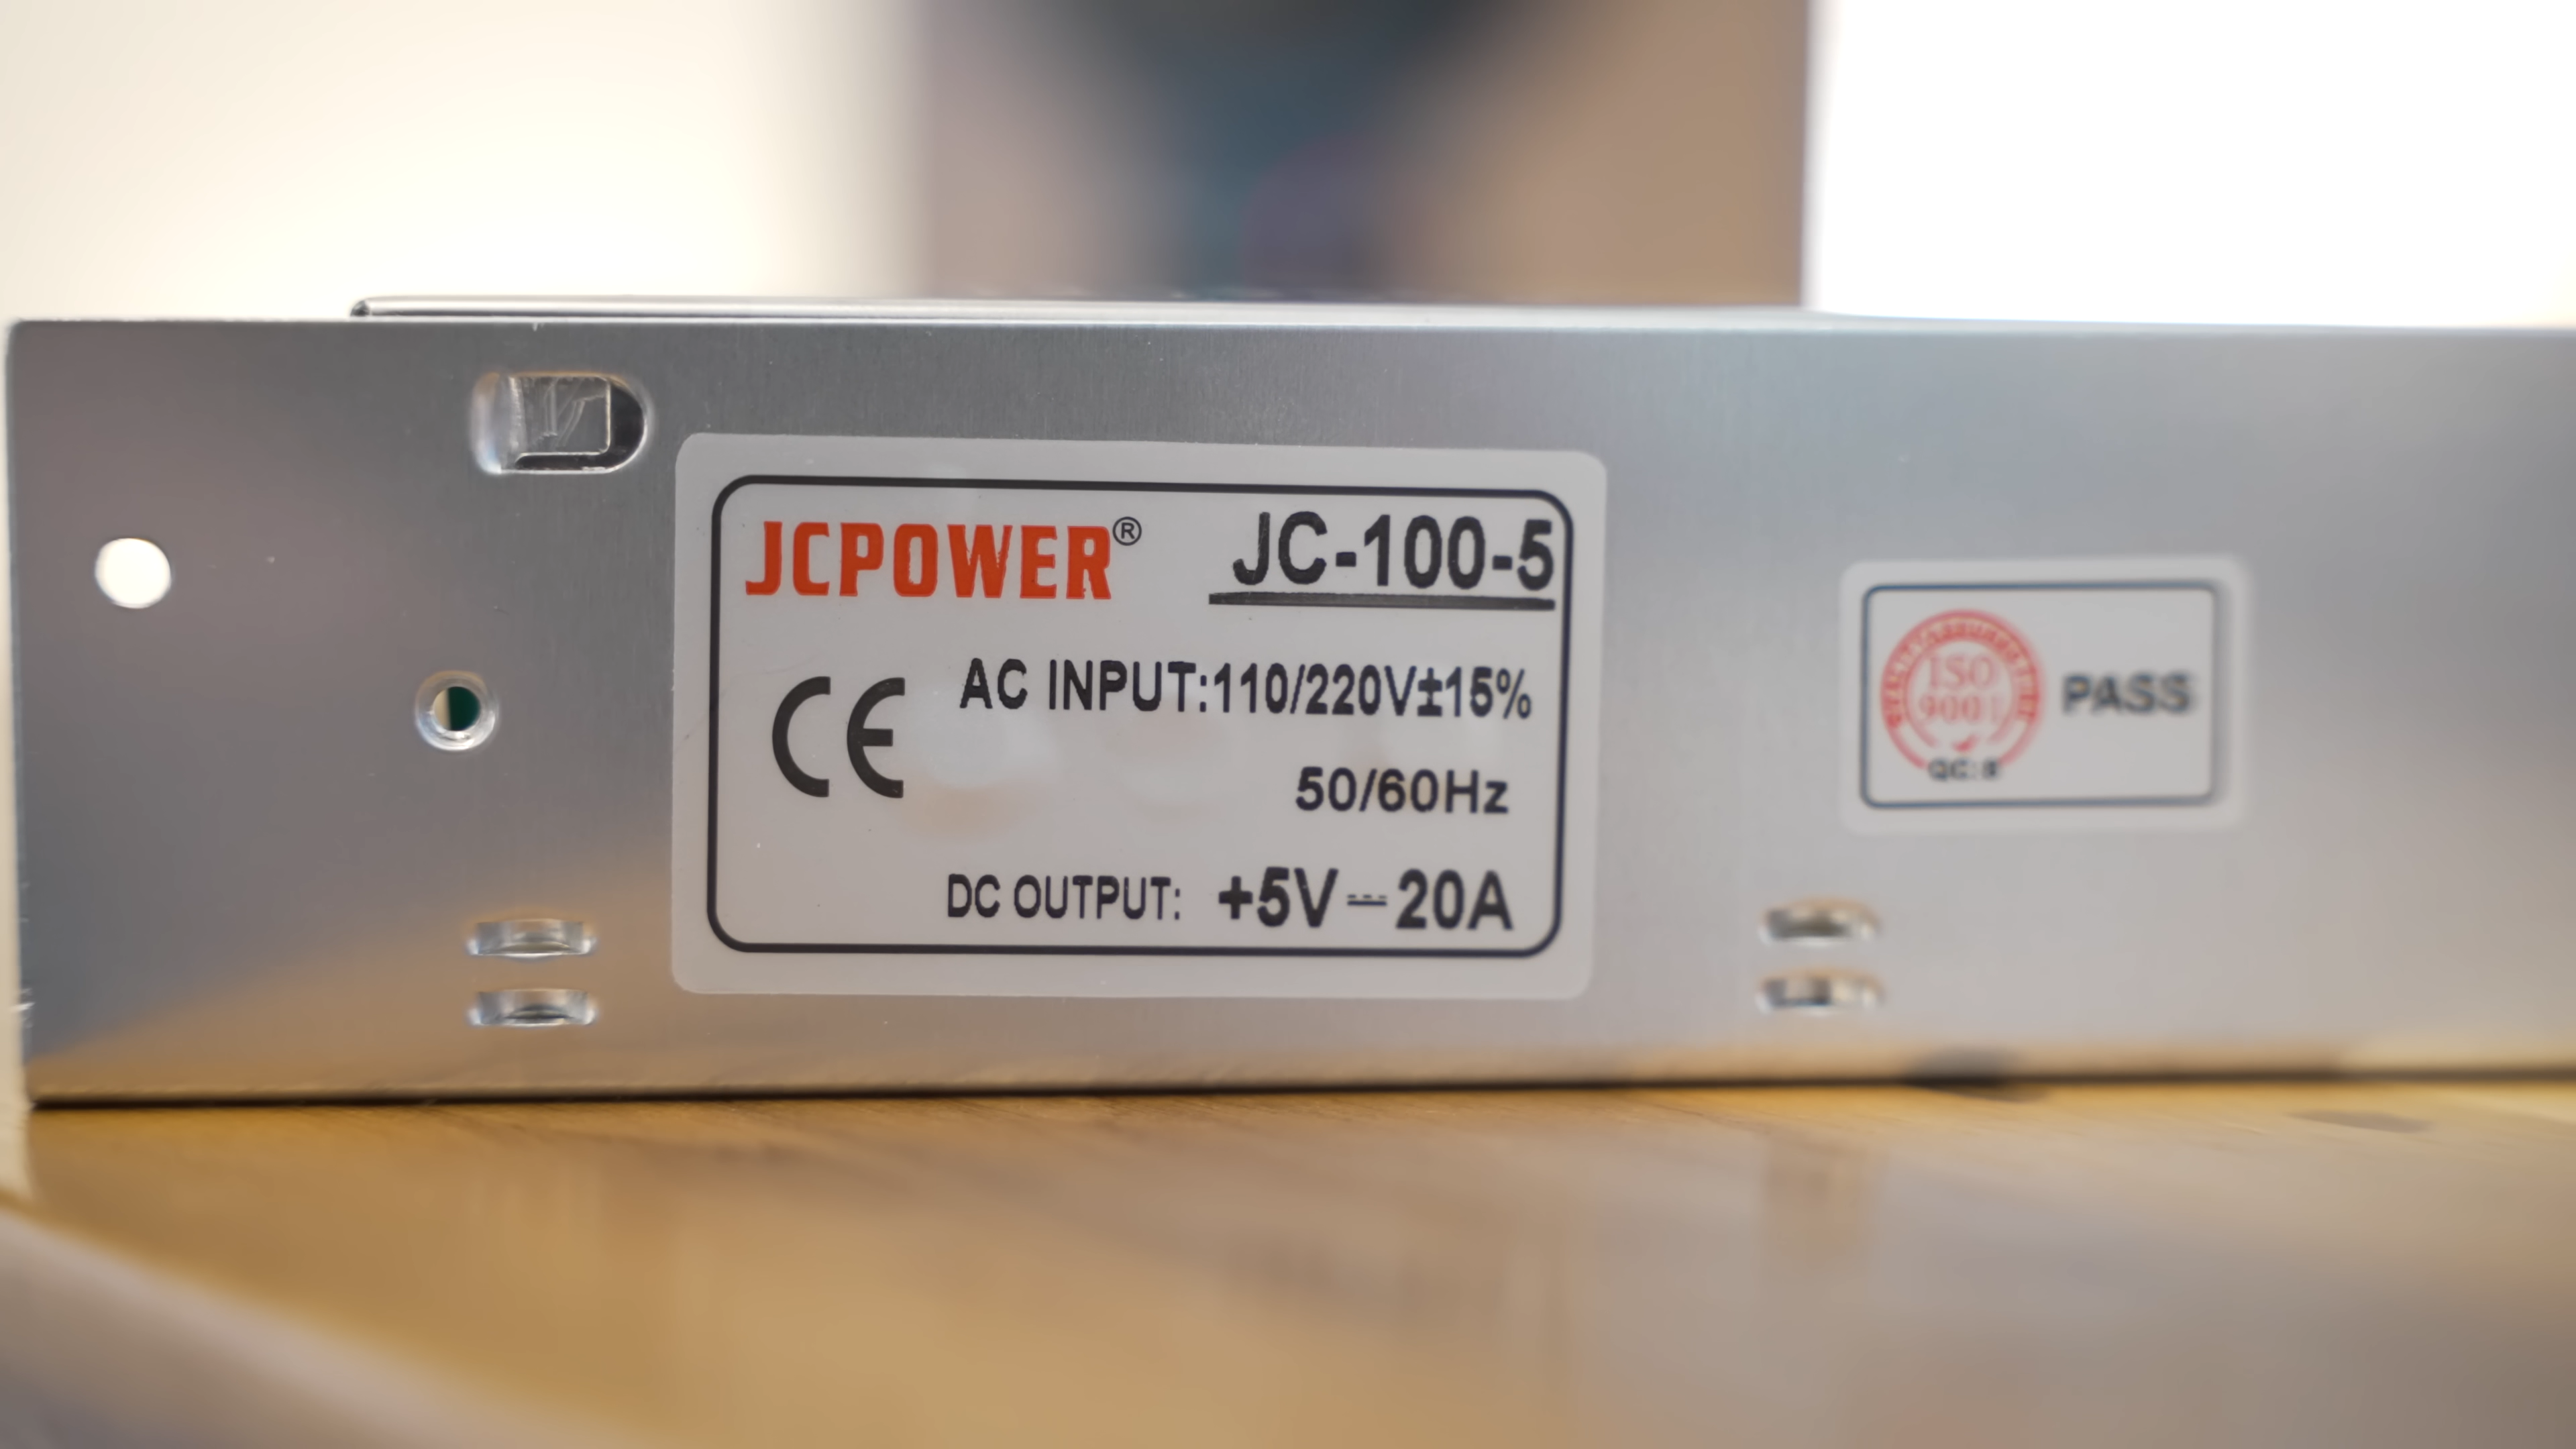 JCPOWER® JC-100-5
CE AC INPUT:110/220V±15%
50/60Hz
DC OUTPUT: +5V⎓20A
ISO
9001
PASS